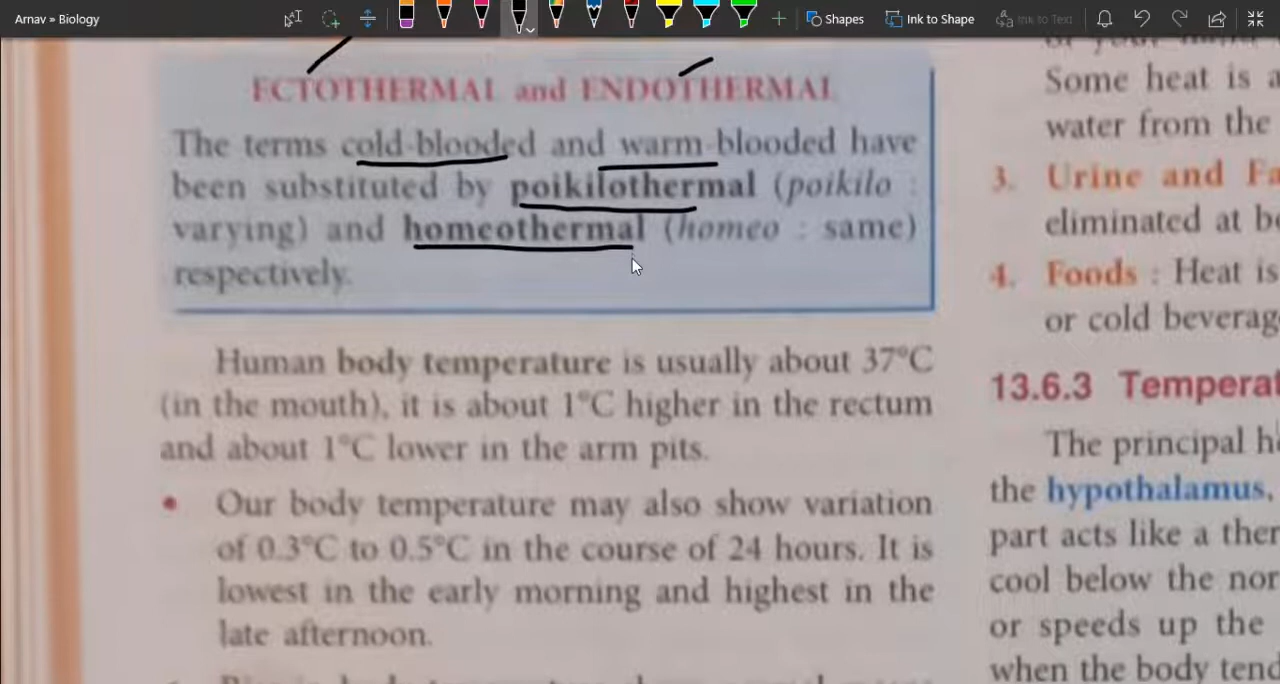 Arnav » Biology
Shapes
Ink to Shape
Ink to Text
ECTOTHERMAL and ENDOTHERMAL
The terms cold-blooded and warm-blooded have
been substituted by poikilothermal (poikilo :
varying) and homeothermal (homeo : same)
respectively.
Human body temperature is usually about 37°C
(in the mouth), it is about 1°C higher in the rectum
and about 1°C lower in the arm pits.
• Our body temperature may also show variation
of 0.3°C to 0.5°C in the course of 24 hours. It is
lowest in the early morning and highest in the
late afternoon.
Some heat is a
water from the
3. Urine and Fa
eliminated at b
4. Foods : Heat is
or cold beverag
13.6.3 Tempera
The principal h
the hypothalamus,
part acts like a ther
cool below the nor
or speeds up the
when the body tend